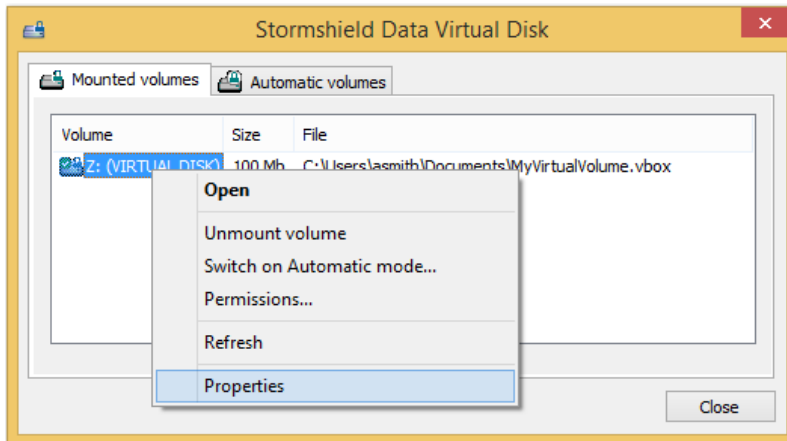 Stormshield Data Virtual Disk
Mounted volumes Automatic volumes
Volume Size File
Z: (VIRTUAL DISK) 100 Mb C:\Users\asmith\Documents\MyVirtualVolume.vbox
Open
Unmount volume
Switch on Automatic mode...
Permissions...
Refresh
Properties
Close